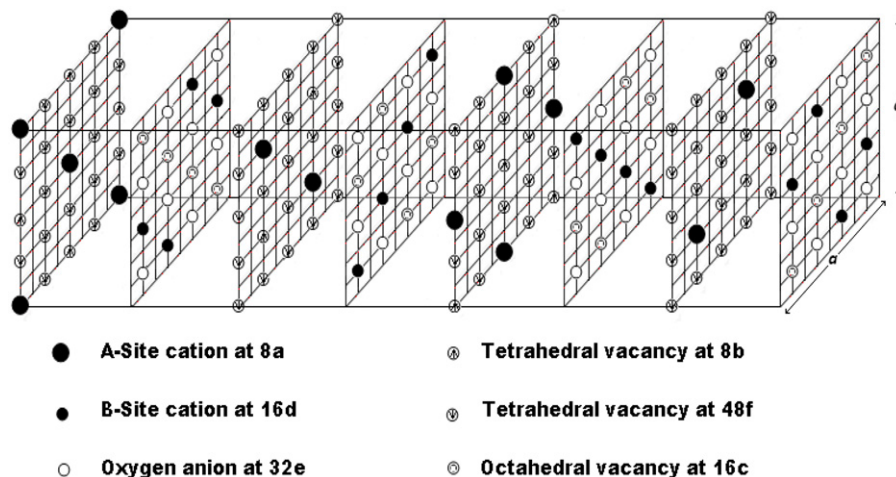 a
A-Site cation at 8a
Tetrahedral vacancy at 8b
B-Site cation at 16d
Tetrahedral vacancy at 48f
Oxygen anion at 32e
Octahedral vacancy at 16c